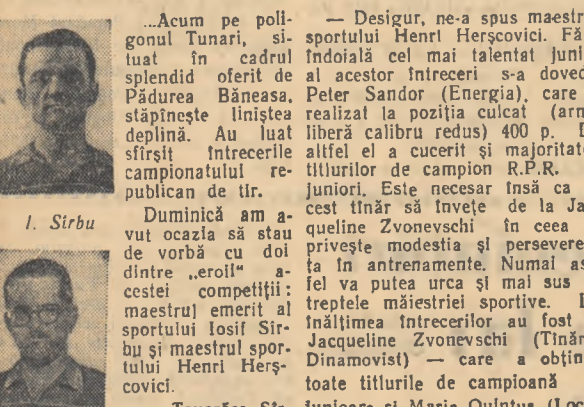 I. Sîrbu
...Acum pe poli-
gonul Tunari, si-
tuat în cadrul
splendid oferit de
Pădurea Băneasa,
stăpînește liniștea
deplină. Au luat
sfîrșit întrecerile
campionatului re-
publican de tir.
Duminică am a-
vut ocazia să stau
de vorbă cu doi
dintre „eroii“ a-
cestei competiții:
maestrul emerit al
sportului Iosif Sîr-
bu și maestrul spor-
tului Henri Herș-
covici.
— Desigur, ne-a spus maestr
sportului Henri Herșcovici. Fă
îndoială cel mai talentat juni
al acestor întreceri s-a dovec
Peter Sandor (Energia), care
realizat la poziția culcat (arm
liberă calibru redus) 400 p.
altfel el a cucerit și majoritate
titlurilor de campion R.P.R.
juniori. Este necesar însă ca
cest tînăr să învețe de la Ja
queline Zvonevschi în ceea
privește modestia și persevere
ța în antrenamente. Numai as
fel va putea urca și mai sus
treptele măiestriei sportive.
înălțimea întrecerilor au fost
Jacqueline Zvonevschi (Tînăr
Dinamovist) — care a obțin
toate titlurile de campioană
junioare și Maria Quintus (Loc